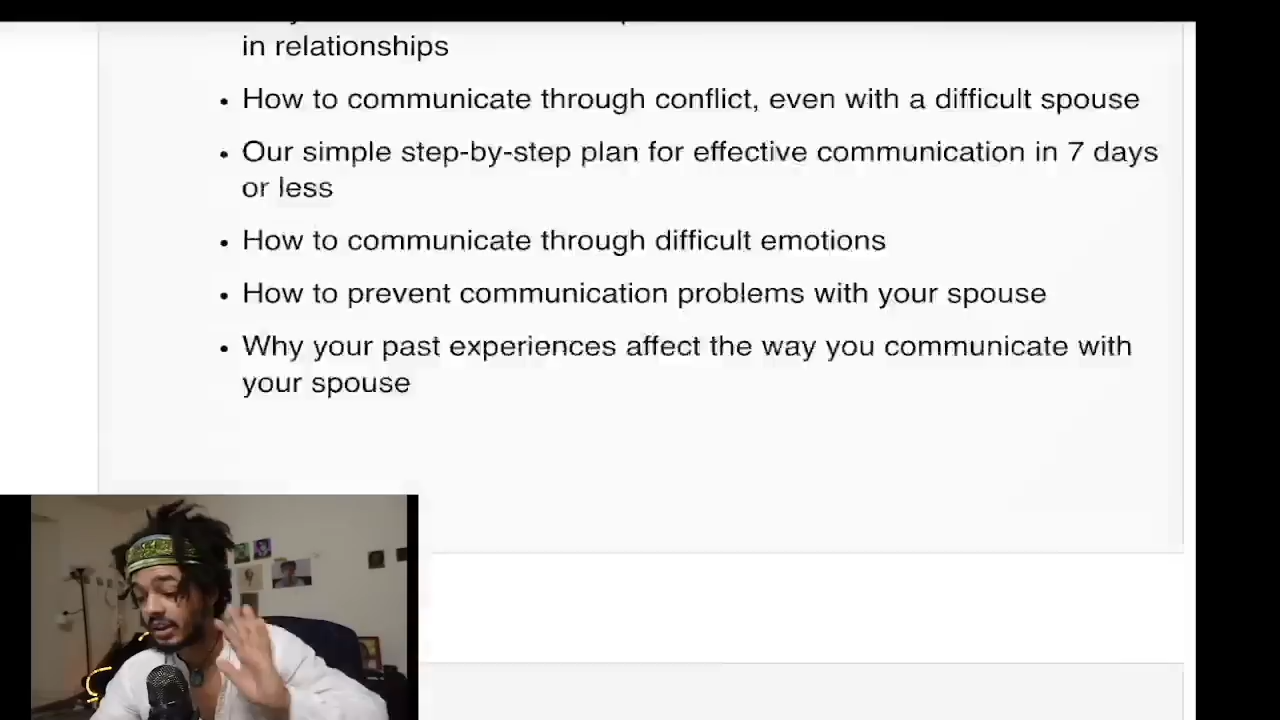 in relationships
• How to communicate through conflict, even with a difficult spouse
• Our simple step-by-step plan for effective communication in 7 days
or less
• How to communicate through difficult emotions
• How to prevent communication problems with your spouse
• Why your past experiences affect the way you communicate with
your spouse